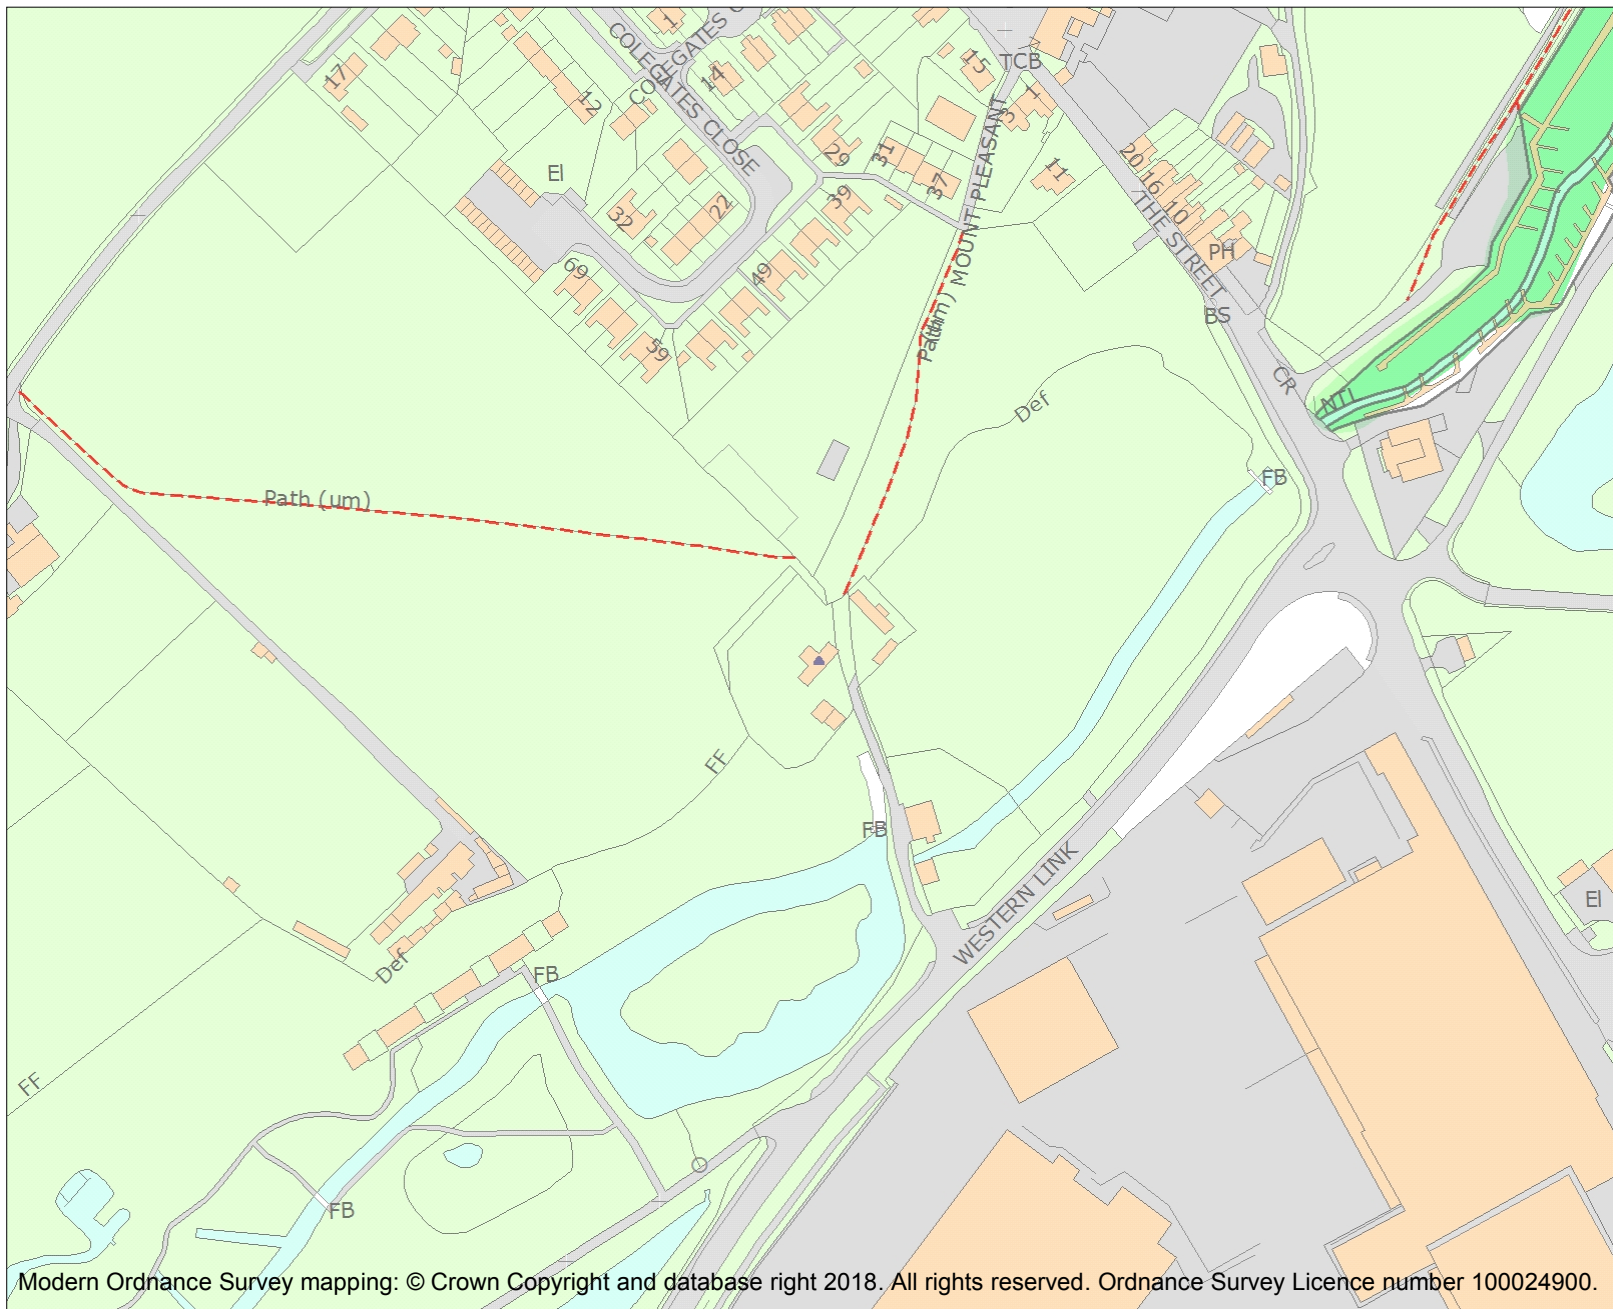 COLEGATES CLOSE
1
17
12
14
TCB
15
1
3
MOUNT PLEASANT
El
29
31
37
39
11
20
16
10
THE STREET
PH
32
22
49
69
59
BS
Path (um)
CR
NTL
Def
FB
Path (um)
FF
FB
WESTERN LINK
El
Def
FB
FF
FB
Modern Ordnance Survey mapping: © Crown Copyright and database right 2018. All rights reserved. Ordnance Survey Licence number 100024900.